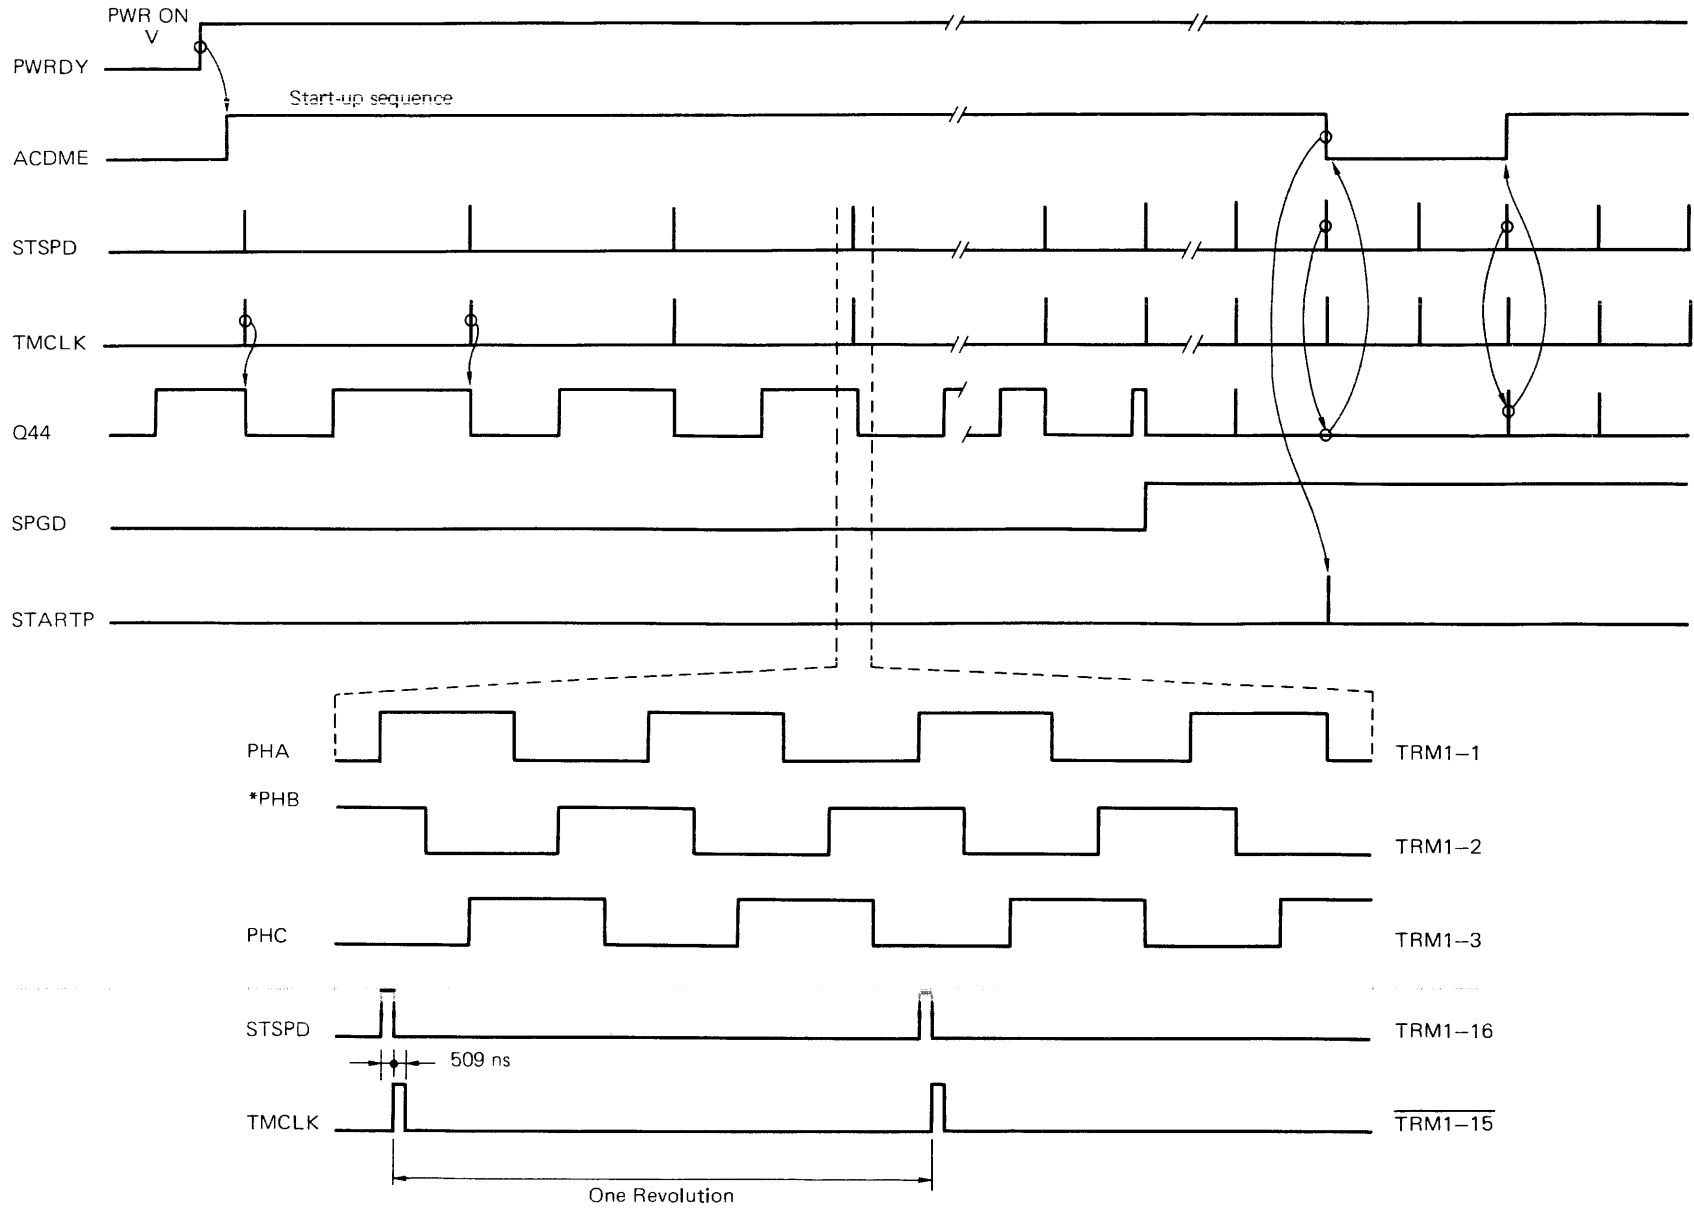 PWR ON
V
PWRDY
Start-up sequence
ACDME
STSPD
TMCLK
Q44
SPGD
STARTP
PHA TRM1–1
*PHB
TRM1–2
PHC TRM1–3
STSPD TRM1–16
509 ns
TMCLK TRM1–15
One Revolution